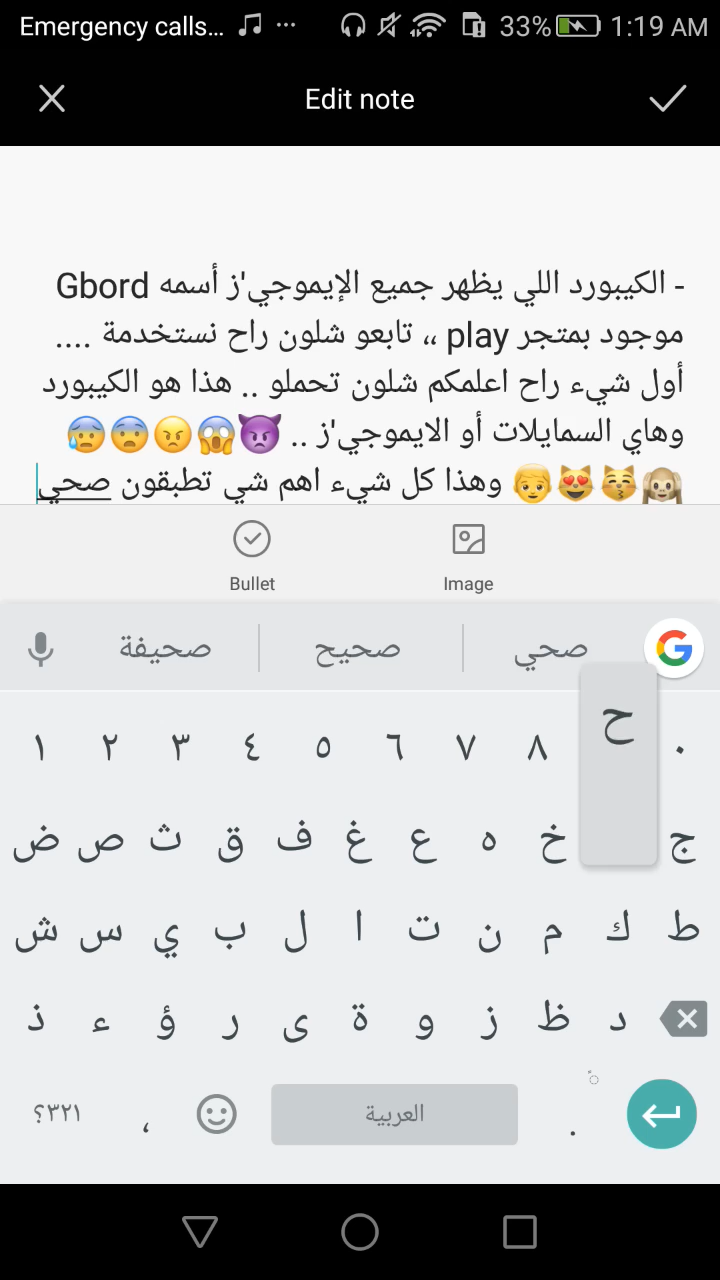 Emergency calls... 33% 1:19 AM
Edit note
- الكيبورد اللي يظهر جميع الإيموجي'ز أسمه Gbord
موجود بمتجر play ،، تابعو شلون راح نستخدمة ....
أول شيء راح اعلمكم شلون تحملو .. هذا هو الكيبورد
وهاي السمايلات أو الايموجي'ز .. 👿😱😠😨😰
🙉😽😻👦 وهذا كل شيء اهم شي تطبقون صحي
Bullet Image
صحي صحيح صحيفة
ح
١ ٢ ٣ ٤ ٥ ٦ ٧ ٨ ٠
ض ص ث ق ف غ ع ه خ ج
ش س ي ب ل ا ت ن م ك ط
ذ ء ؤ ر ى ة و ز ظ د
٣٢١؟ ، العربية .